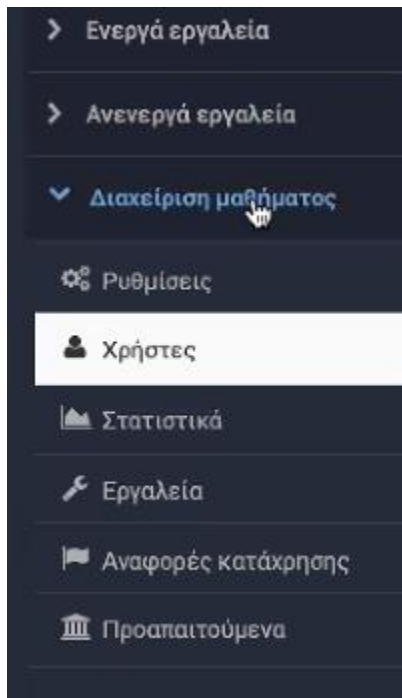 Ενεργά εργαλεία
Ανενεργά εργαλεία
Διαχείριση μαθήματος
Ρυθμίσεις
Χρήστες
Στατιστικά
Εργαλεία
Αναφορές κατάχρησης
Προαπαιτούμενα